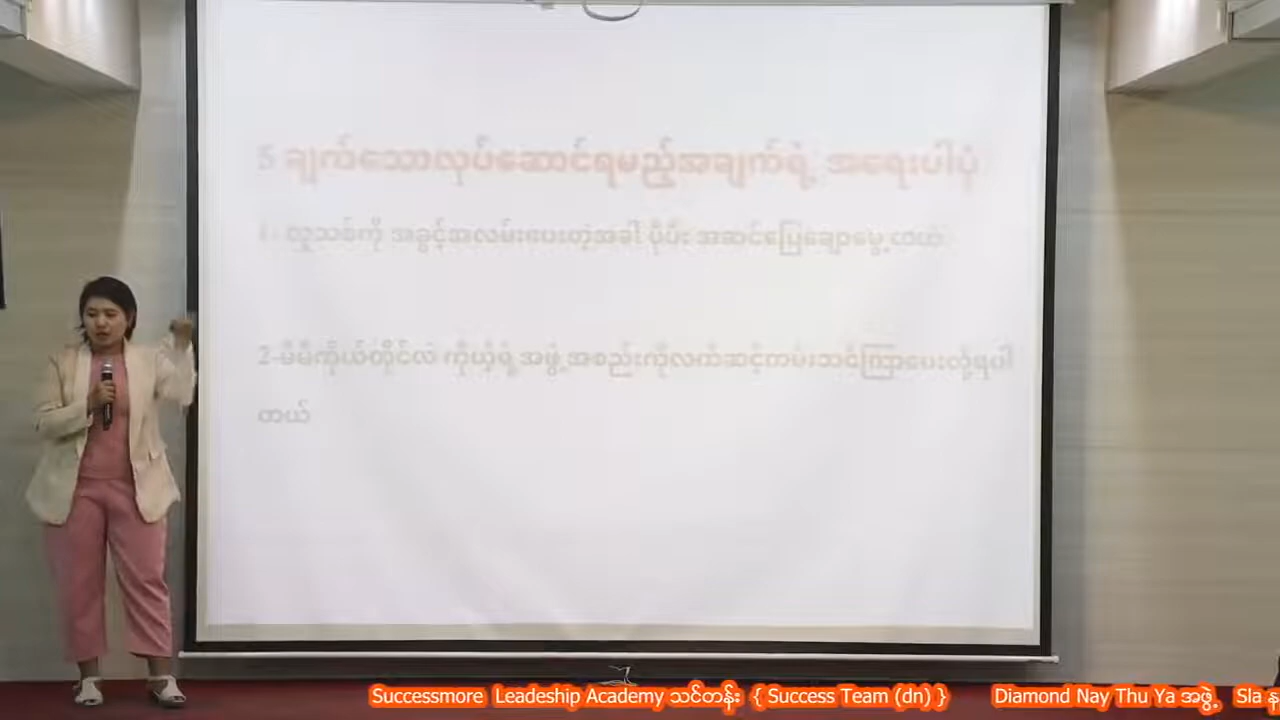 5 ချက်သောလုပ်ဆောင်ရမည့်အချက်ရဲ့ အရေးပါပုံ
1- လူသစ်ကို အခွင့်အလမ်းပေးတဲ့အခါ ပိုပီး အဆင်ပြေချောမွေ့တယ်
2-မိမိကိုယ်တိုင်လဲ ကိုယ့်ရဲ့အဖွဲ့အစည်းကိုလက်ဆင့်ကမ်းသင်ကြားပေးလို့ရပါ
တယ်
Successmore Leadeship Academy သင်တန်း { Success Team (dn) } Diamond Nay Thu Ya အဖွဲ့ Sla